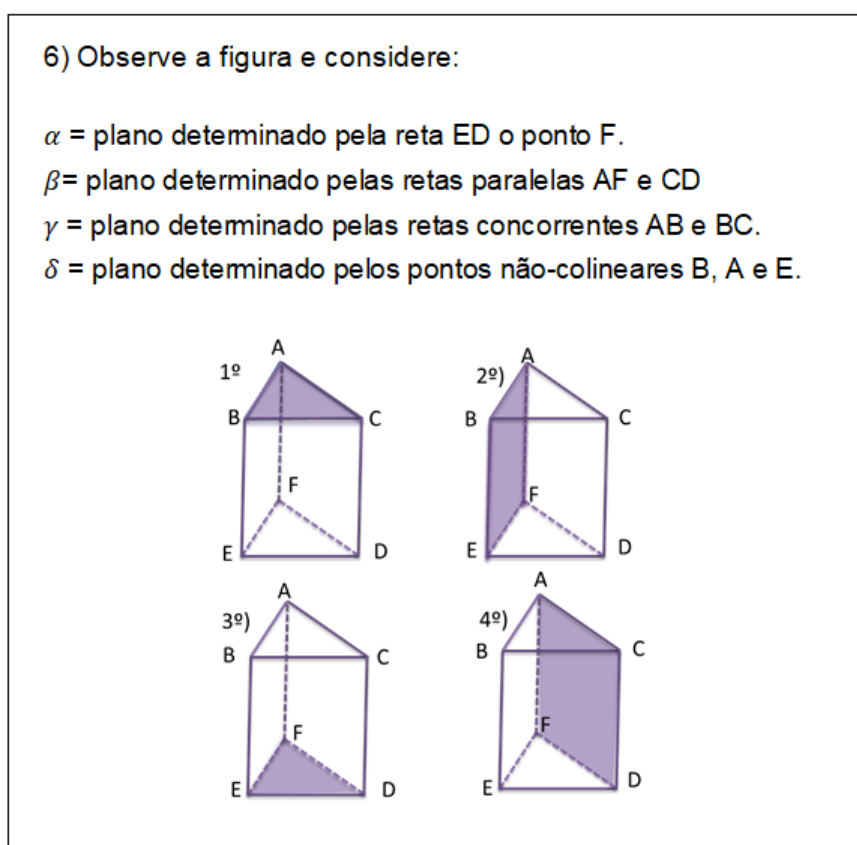 6) Observe a figura e considere:
α = plano determinado pela reta ED o ponto F.
β= plano determinado pelas retas paralelas AF e CD
γ = plano determinado pelas retas concorrentes AB e BC.
δ = plano determinado pelos pontos não-colineares B, A e E.
1º
A
B
C
F
E
D
2º)
A
B
C
F
E
D
3º)
A
B
C
F
E
D
4º)
A
B
C
F
E
D